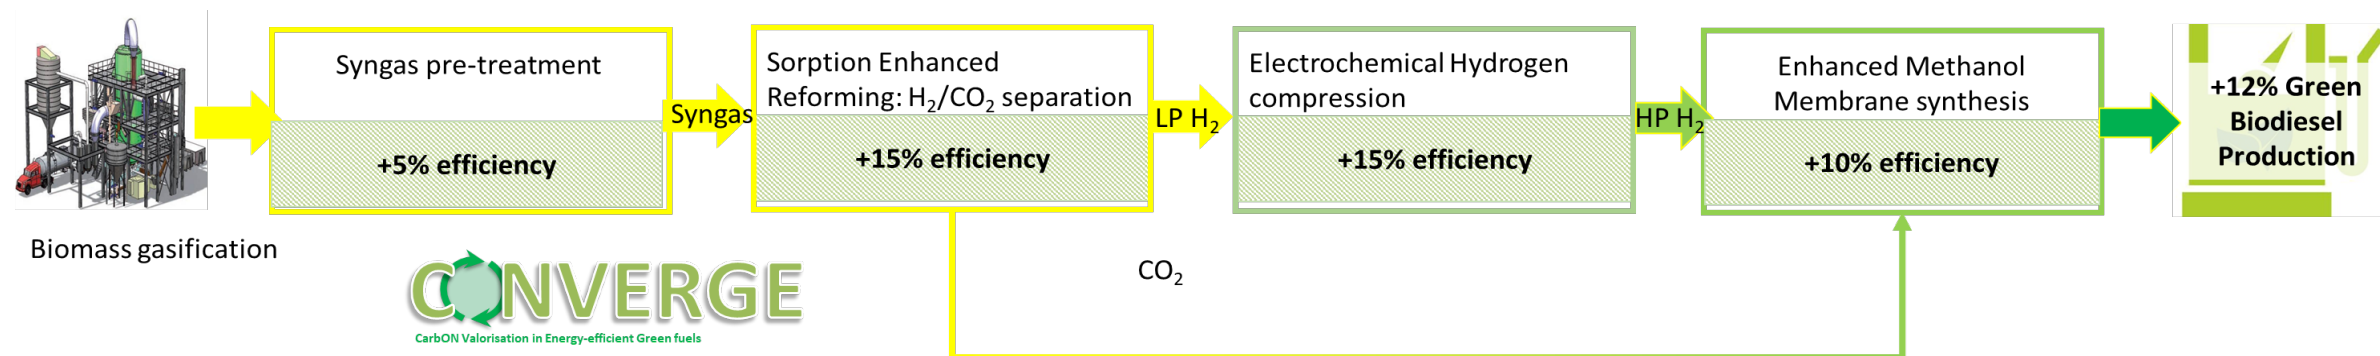 Biomass gasification
Syngas pre-treatment
+5% efficiency
Syngas
Sorption Enhanced
Reforming: H₂/CO₂ separation
+15% efficiency
LP H₂
Electrochemical Hydrogen
compression
+15% efficiency
HP H₂
Enhanced Methanol
Membrane synthesis
+10% efficiency
+12% Green
Biodiesel
Production
CO₂
CONVERGE
CarbON Valorisation in Energy-efficient Green fuels